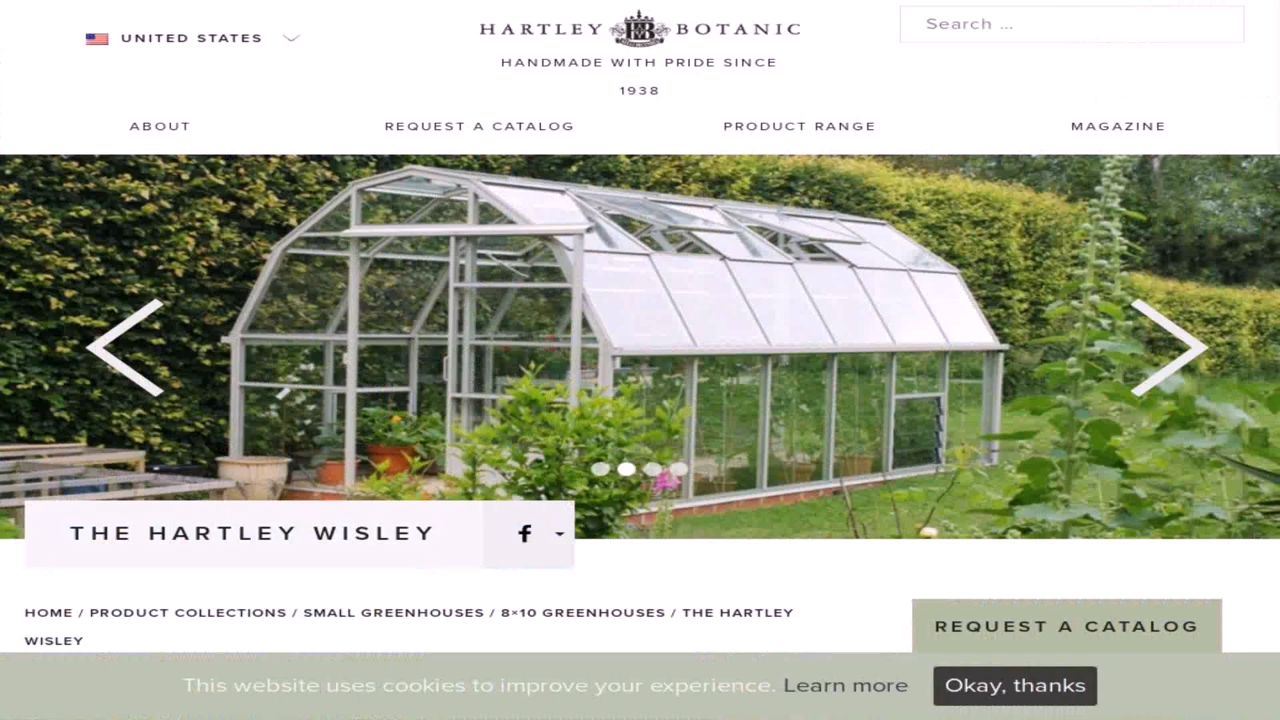 UNITED STATES
HARTLEY BOTANIC
HANDMADE WITH PRIDE SINCE
1938
Search ...
ABOUT
REQUEST A CATALOG
PRODUCT RANGE
MAGAZINE
THE HARTLEY WISLEY
f
HOME / PRODUCT COLLECTIONS / SMALL GREENHOUSES / 8×10 GREENHOUSES / THE HARTLEY
WISLEY
REQUEST A CATALOG
This website uses cookies to improve your experience. Learn more
Okay, thanks